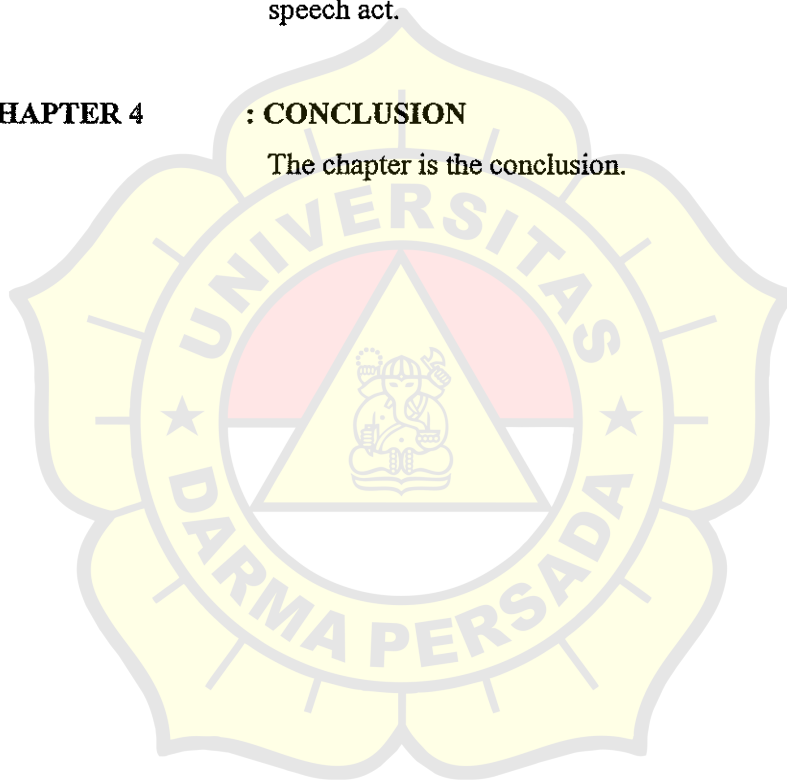 speech act.
HAPTER 4 : CONCLUSION
The chapter is the conclusion.
UNIVERSITAS
DARMA PERSADA